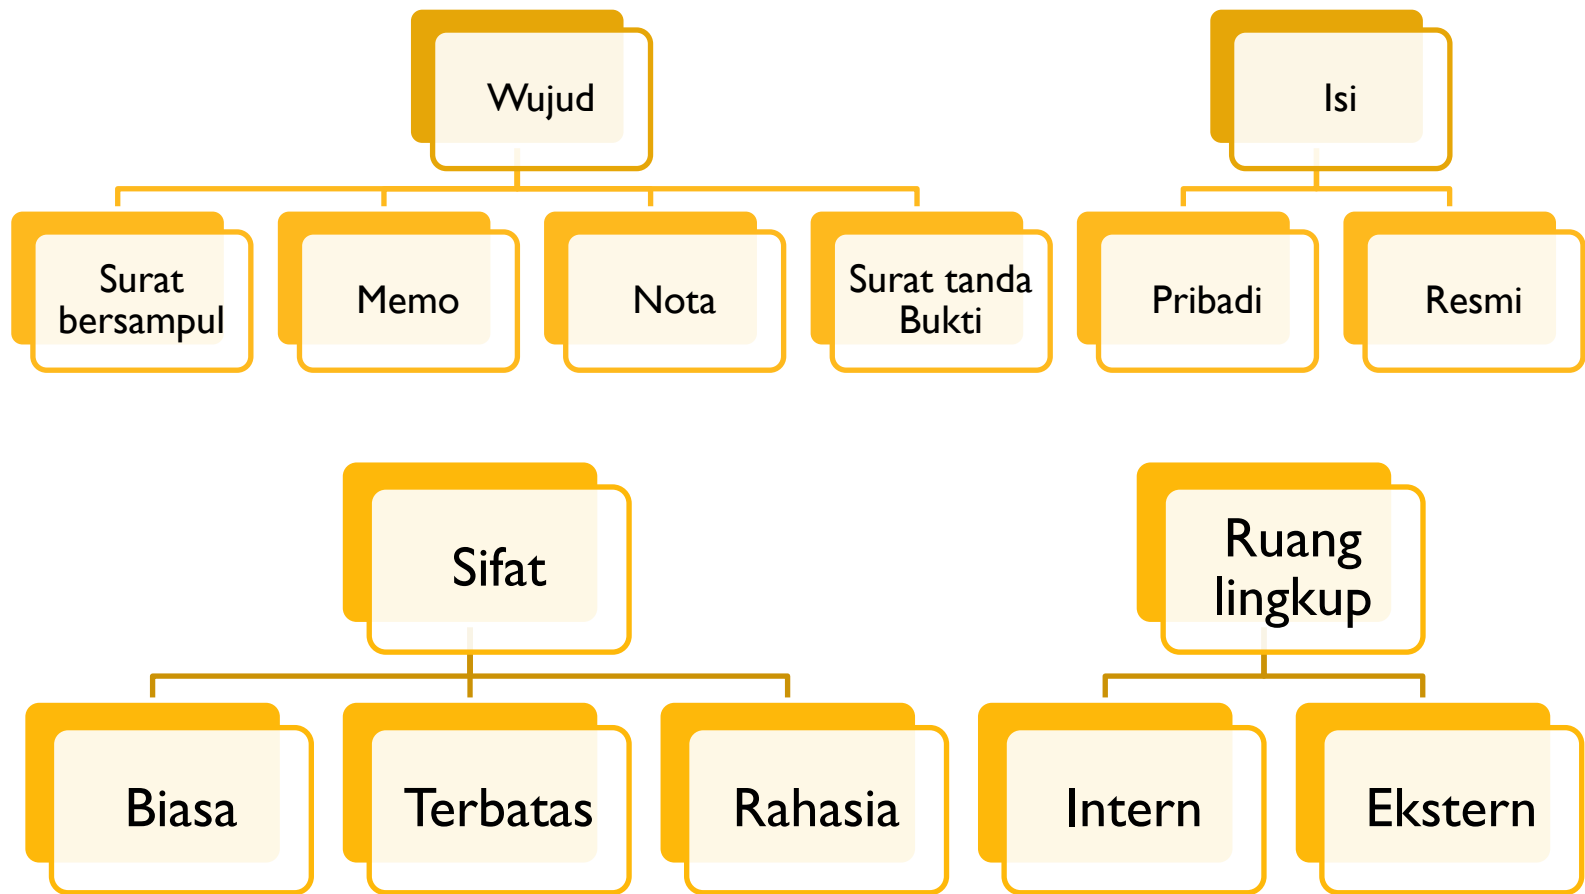 Wujud
Isi
Surat
bersampul
Memo
Nota
Surat tanda
Bukti
Pribadi
Resmi
Sifat
Ruang
lingkup
Biasa
Terbatas
Rahasia
Intern
Ekstern